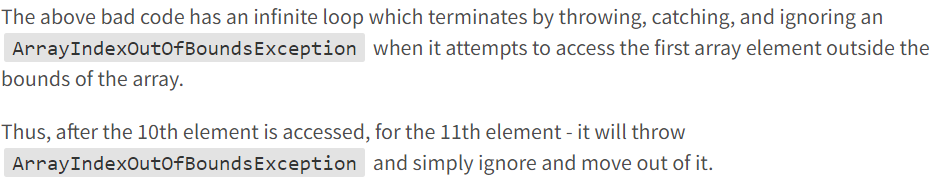 The above bad code has an infinite loop which terminates by throwing, catching, and ignoring an
ArrayIndexOutOfBoundsException when it attempts to access the first array element outside the
bounds of the array.
Thus, after the 10th element is accessed, for the 11th element - it will throw
ArrayIndexOutOfBoundsException and simply ignore and move out of it.